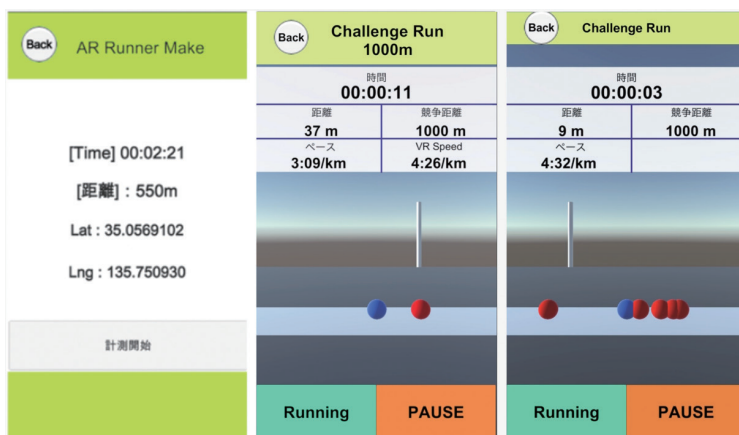 Back
AR Runner Make
[Time] 00:02:21
[距離] : 550m
Lat : 35.0569102
Lng : 135.750930
計測開始
Back
Challenge Run
1000m
時間
00:00:11
距離
競争距離
37 m
1000 m
ペース
VR Speed
3:09/km
4:26/km
Running
PAUSE
Back
Challenge Run
時間
00:00:03
距離
競争距離
9 m
1000 m
ペース
4:32/km
Running
PAUSE